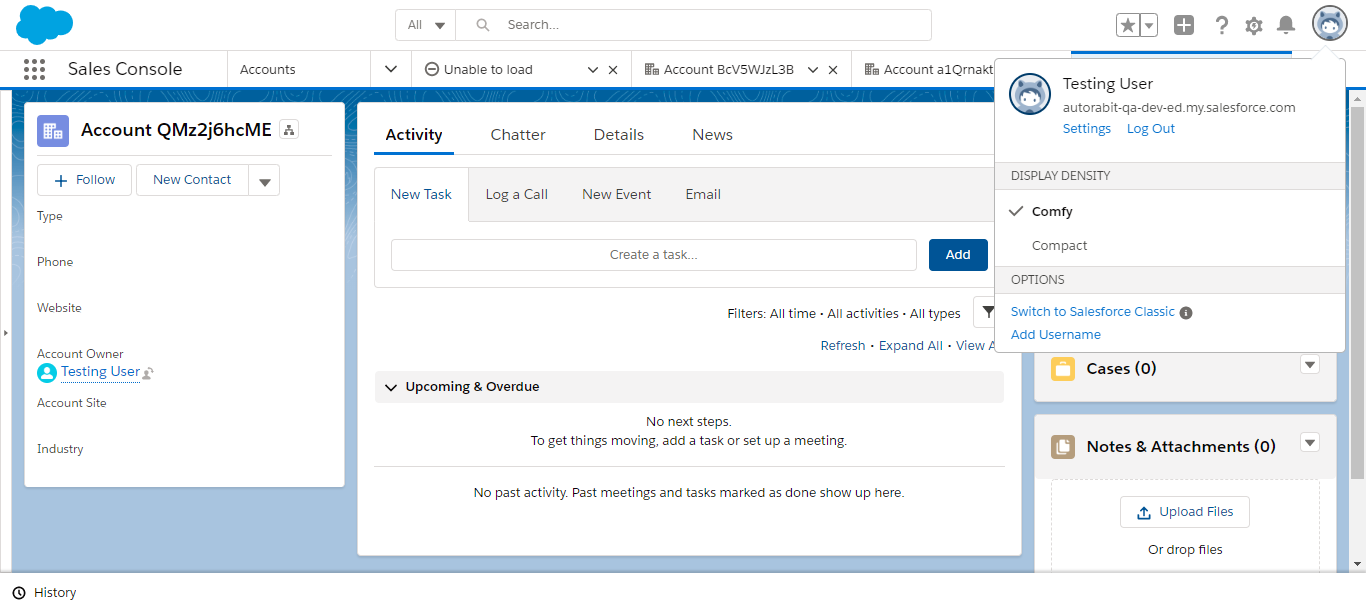 All
Search...
Sales Console
Accounts
Unable to load
Account BcV5WJzL3B
Account a1Qrnakt
Account QMz2j6hcME
Follow
New Contact
Type
Phone
Website
Account Owner
Testing User
Account Site
Industry
Activity
Chatter
Details
News
New Task
Log a Call
New Event
Email
Create a task...
Add
Filters: All time • All activities • All types
Refresh • Expand All • View A
Upcoming & Overdue
No next steps.
To get things moving, add a task or set up a meeting.
No past activity. Past meetings and tasks marked as done show up here.
Testing User
autorabit-qa-dev-ed.my.salesforce.com
Settings Log Out
DISPLAY DENSITY
Comfy
Compact
OPTIONS
Switch to Salesforce Classic
Add Username
Cases (0)
Notes & Attachments (0)
Upload Files
Or drop files
History